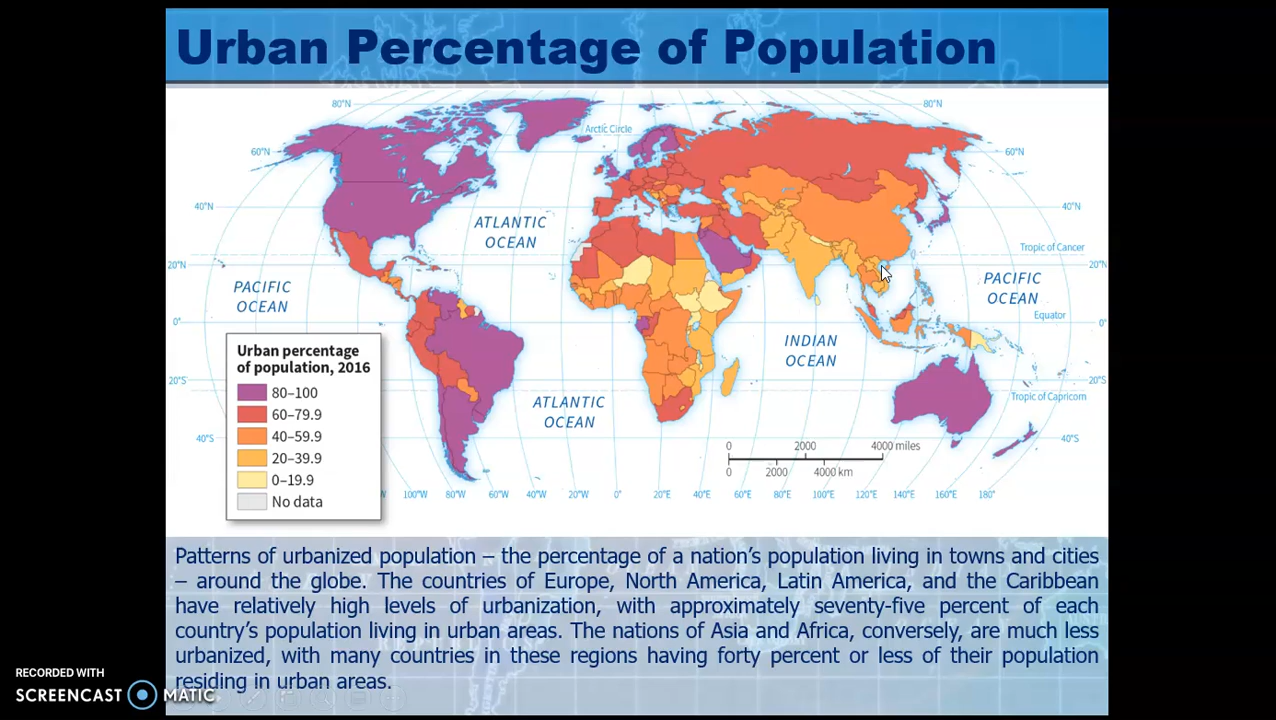 Urban Percentage of Population
80°N
80°N
Arctic Circle
60°N
60°N
40°N
ATLANTIC
OCEAN
40°N
Tropic of Cancer
20°N
20°N
PACIFIC
OCEAN
PACIFIC
OCEAN
Equator
0°
0°
INDIAN
OCEAN
Urban percentage
of population, 2016
80–100
60–79.9
40–59.9
20–39.9
0–19.9
No data
20°S
20°S
Tropic of Capricorn
ATLANTIC
OCEAN
40°S
40°S
0 2000 4000 miles
0 2000 4000 km
W 100°W 80°W 60°W 40°W 20°W 0° 20°E 40°E 60°E 80°E 100°E 120°E 140°E 160°E 180°
Patterns of urbanized population – the percentage of a nation’s population living in towns and cities
– around the globe. The countries of Europe, North America, Latin America, and the Caribbean
have relatively high levels of urbanization, with approximately seventy-five percent of each
country’s population living in urban areas. The nations of Asia and Africa, conversely, are much less
urbanized, with many countries in these regions having forty percent or less of their population
residing in urban areas.
RECORDED WITH
SCREENCAST MATIC